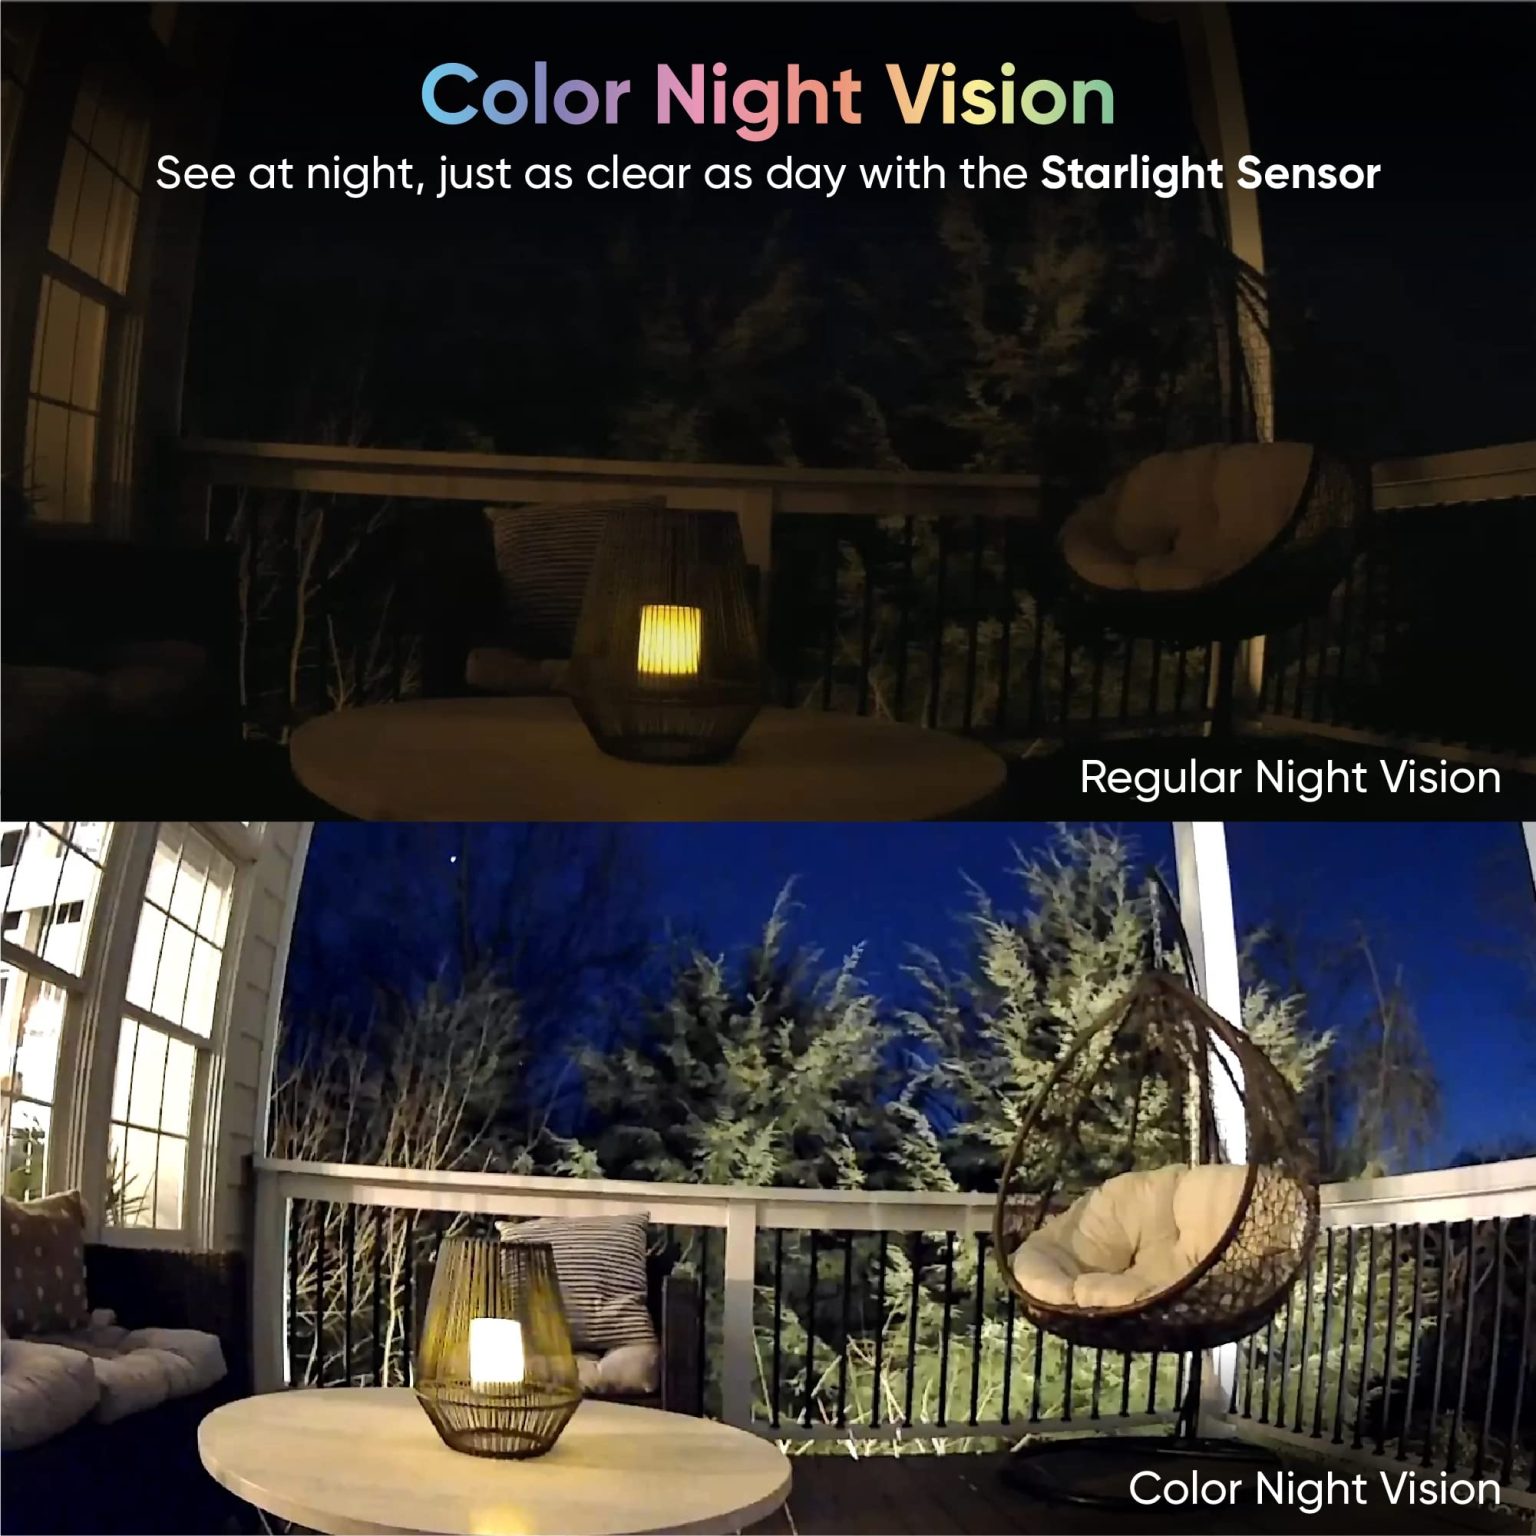 Color Night Vision
See at night, just as clear as day with the Starlight Sensor
Regular Night Vision
Color Night Vision